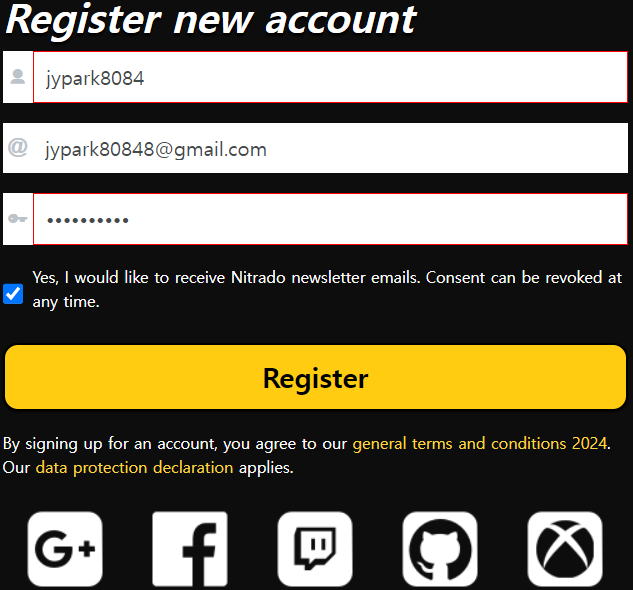 Register new account
jypark8084
@ jypark80848@gmail.com
••••••••••
Yes, I would like to receive Nitrado newsletter emails. Consent can be revoked at
any time.
Register
By signing up for an account, you agree to our general terms and conditions 2024.
Our data protection declaration applies.
G+ f